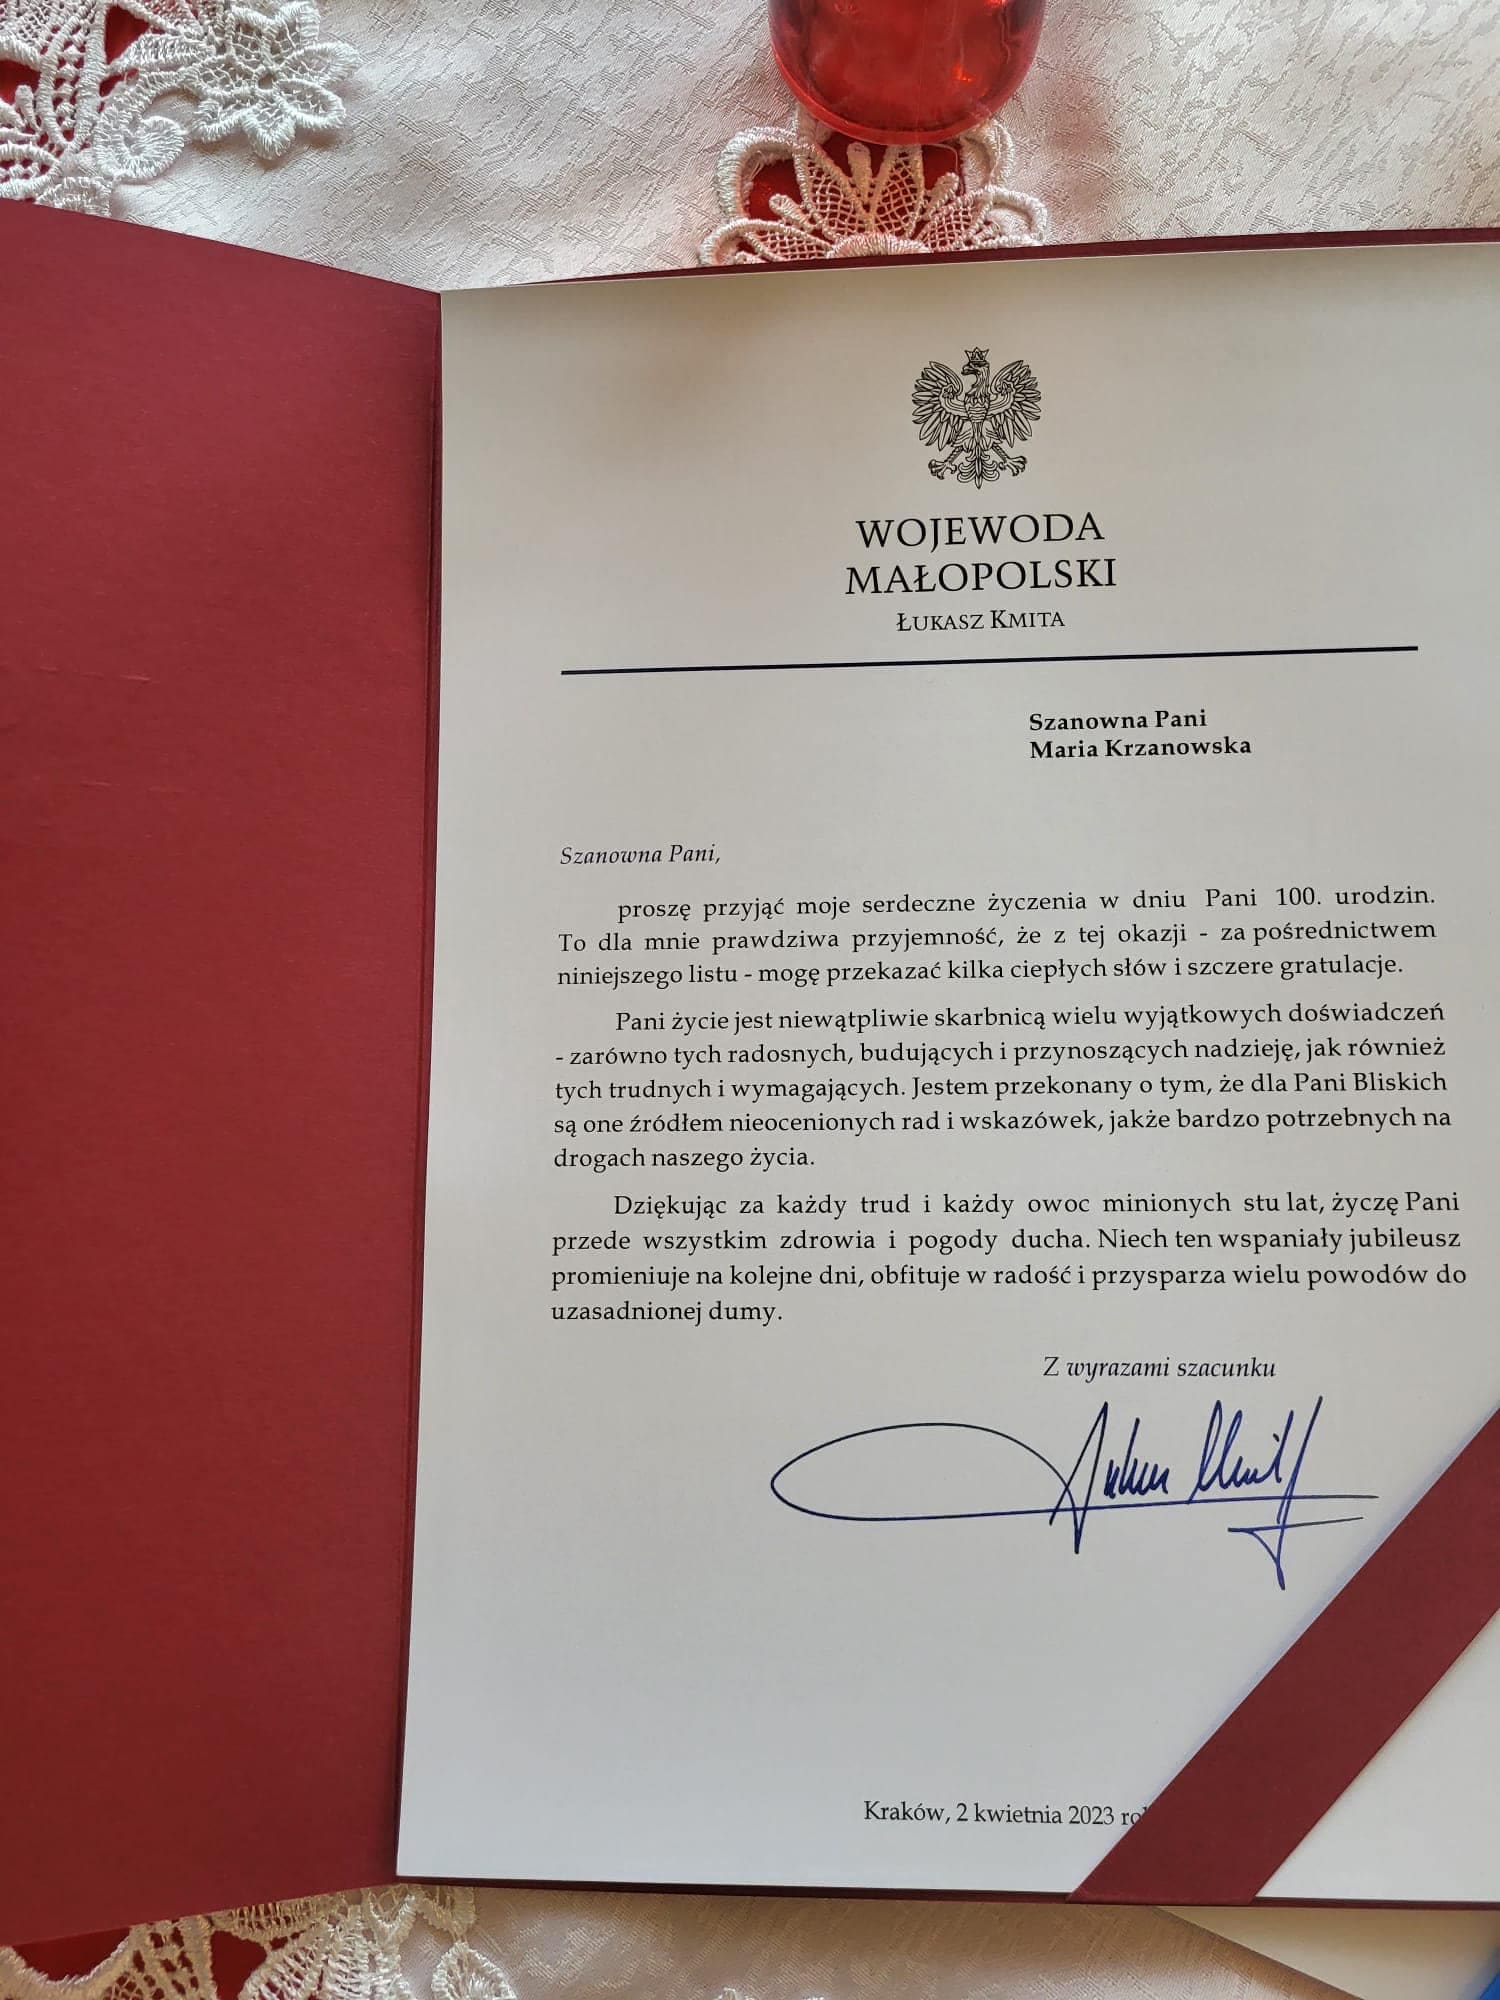 WOJEWODA
MAŁOPOLSKI
ŁUKASZ KMITA
Szanowna Pani
Maria Krzanowska
Szanowna Pani,
proszę przyjąć moje serdeczne życzenia w dniu Pani 100. urodzin.
To dla mnie prawdziwa przyjemność, że z tej okazji - za pośrednictwem
niniejszego listu - mogę przekazać kilka ciepłych słów i szczere gratulacje.
Pani życie jest niewątpliwie skarbnicą wielu wyjątkowych doświadczeń
- zarówno tych radosnych, budujących i przynoszących nadzieję, jak również
tych trudnych i wymagających. Jestem przekonany o tym, że dla Pani Bliskich
są one źródłem nieocenionych rad i wskazówek, jakże bardzo potrzebnych na
drogach naszego życia.
Dziękując za każdy trud i każdy owoc minionych stu lat, życzę Pani
przede wszystkim zdrowia i pogody ducha. Niech ten wspaniały jubileusz
promieniuje na kolejne dni, obfituje w radość i przysparza wielu powodów do
uzasadnionej dumy.
Z wyrazami szacunku
Kraków, 2 kwietnia 2023